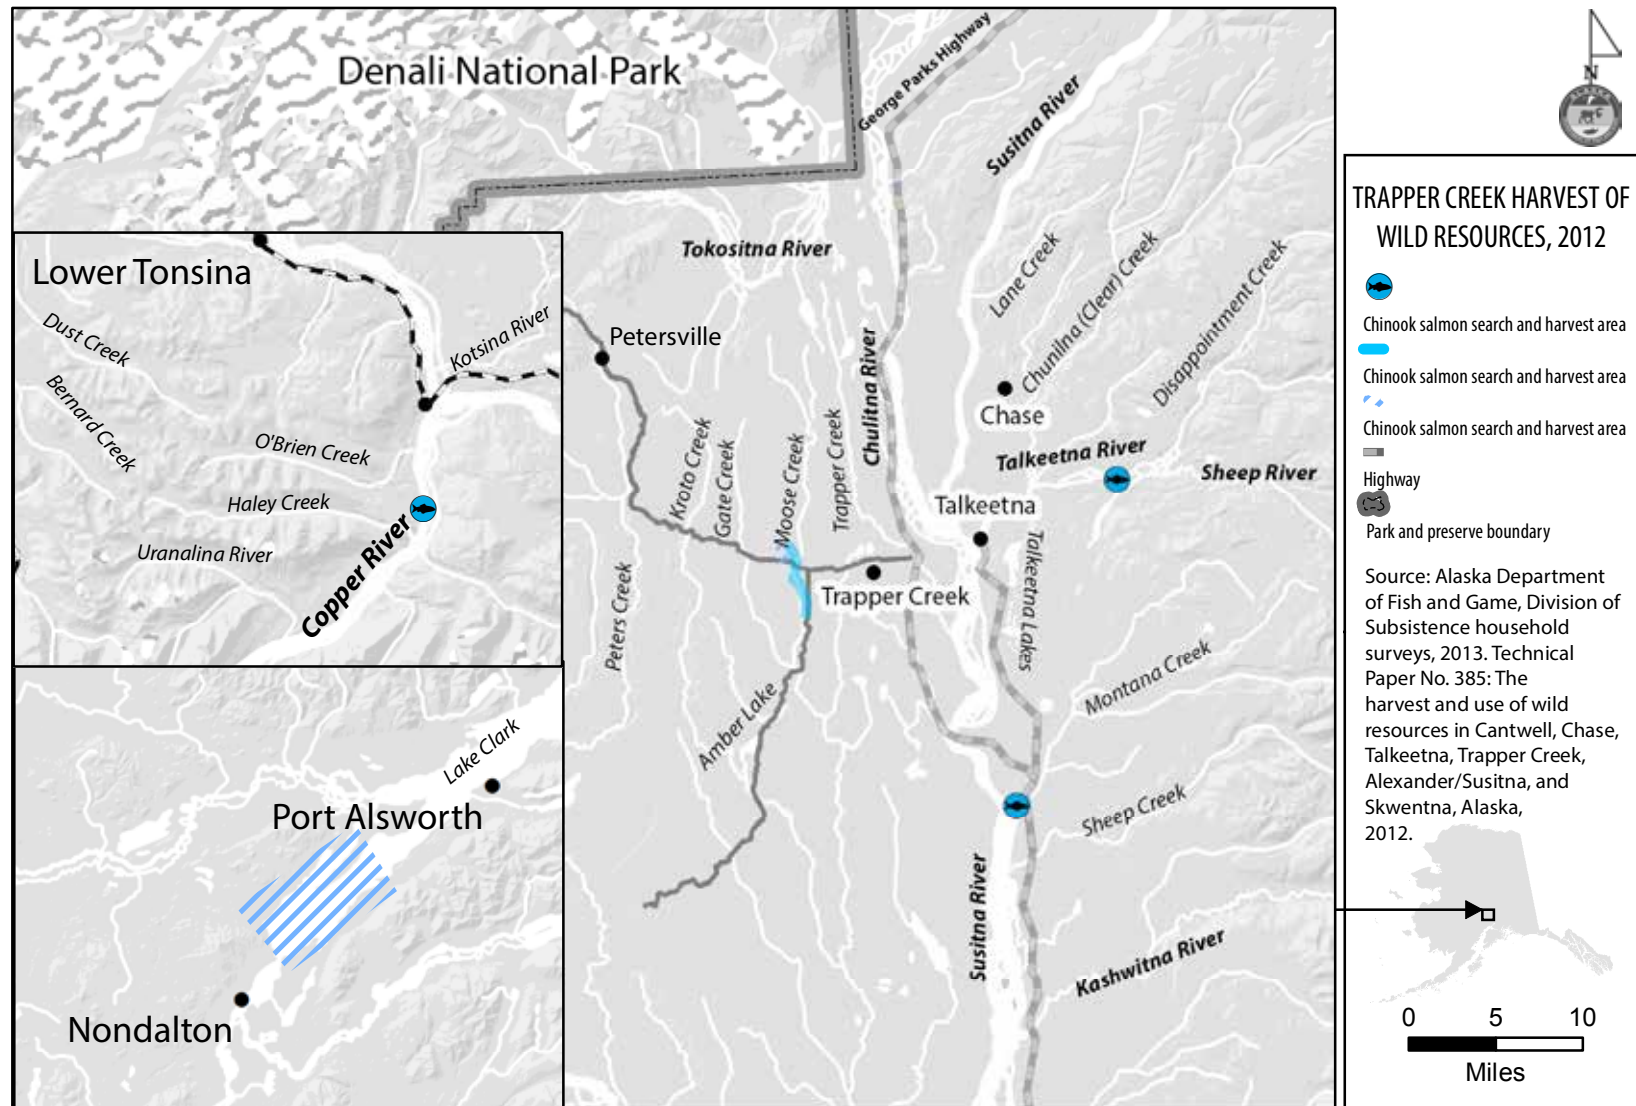 Denali National Park
George Parks Highway
Susitna River
Tokositna River
Lane Creek
Chunilna (Clear) Creek
Disappointment Creek
Lower Tonsina
Dust Creek
Kotsina River
Bernard Creek
O'Brien Creek
Haley Creek
Uranalina River
Copper River
Petersville
Chulitna River
Chase
Kroto Creek
Gate Creek
Moose Creek
Trapper Creek
Talkeetna River
Sheep River
Talkeetna
Talkeetna Lakes
Trapper Creek
Peters Creek
Amber Lake
Montana Creek
Sheep Creek
Susitna River
Kashwitna River
Lake Clark
Port Alsworth
Nondalton
N
ALASKA
TRAPPER CREEK HARVEST OF
WILD RESOURCES, 2012
Chinook salmon search and harvest area
Chinook salmon search and harvest area
Chinook salmon search and harvest area
Highway
Park and preserve boundary
Source: Alaska Department
of Fish and Game, Division of
Subsistence household
surveys, 2013. Technical
Paper No. 385: The
harvest and use of wild
resources in Cantwell, Chase,
Talkeetna, Trapper Creek,
Alexander/Susitna, and
Skwentna, Alaska,
2012.
0 5 10
Miles